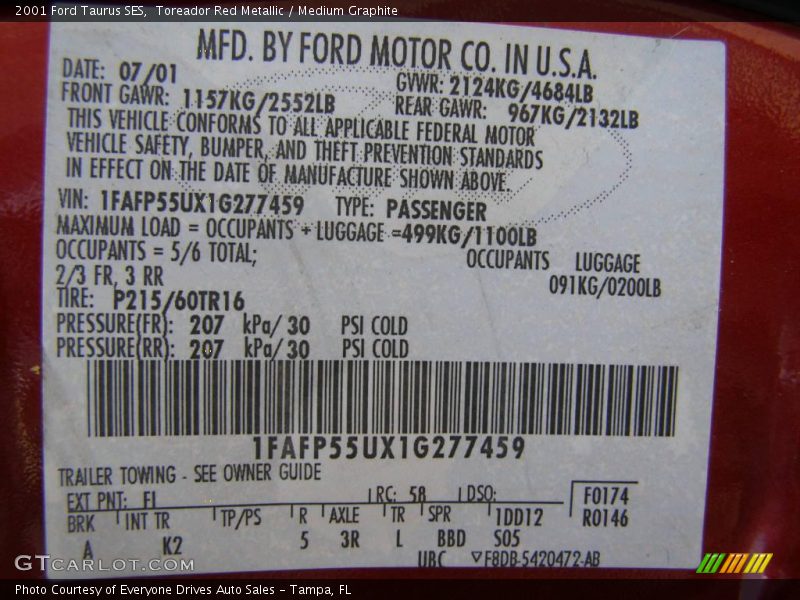 2001 Ford Taurus SES,  Toreador Red Metallic / Medium Graphite
MFD. BY FORD MOTOR CO. IN U.S.A.
DATE: 07/01 GVWR: 2124KG/4684LB
FRONT GAWR: 1157KG/2552LB REAR GAWR: 967KG/2132LB
THIS VEHICLE CONFORMS TO ALL APPLICABLE FEDERAL MOTOR
VEHICLE SAFETY, BUMPER, AND THEFT PREVENTION STANDARDS
IN EFFECT ON THE DATE OF MANUFACTURE SHOWN ABOVE.
VIN: 1FAFP55UX1G277459 TYPE: PASSENGER
MAXIMUM LOAD = OCCUPANTS + LUGGAGE =499KG/1100LB
OCCUPANTS = 5/6 TOTAL; OCCUPANTS LUGGAGE
2/3 FR, 3 RR 091KG/0200LB
TIRE: P215/60TR16
PRESSURE(FR): 207 kPa/ 30 PSI COLD
PRESSURE(RR): 207 kPa/ 30 PSI COLD
1FAFP55UX1G277459
TRAILER TOWING - SEE OWNER GUIDE
EXT PNT: FL RC: 58 DSO: F0174
BRK INT TR TP/PS R AXLE TR SPR 1DD12 R0146
A K2 5 3R L BBD S05
UBC ▽F8DB-5420472-AB
GTCARLOT.COM
Photo Courtesy of Everyone Drives Auto Sales - Tampa, FL